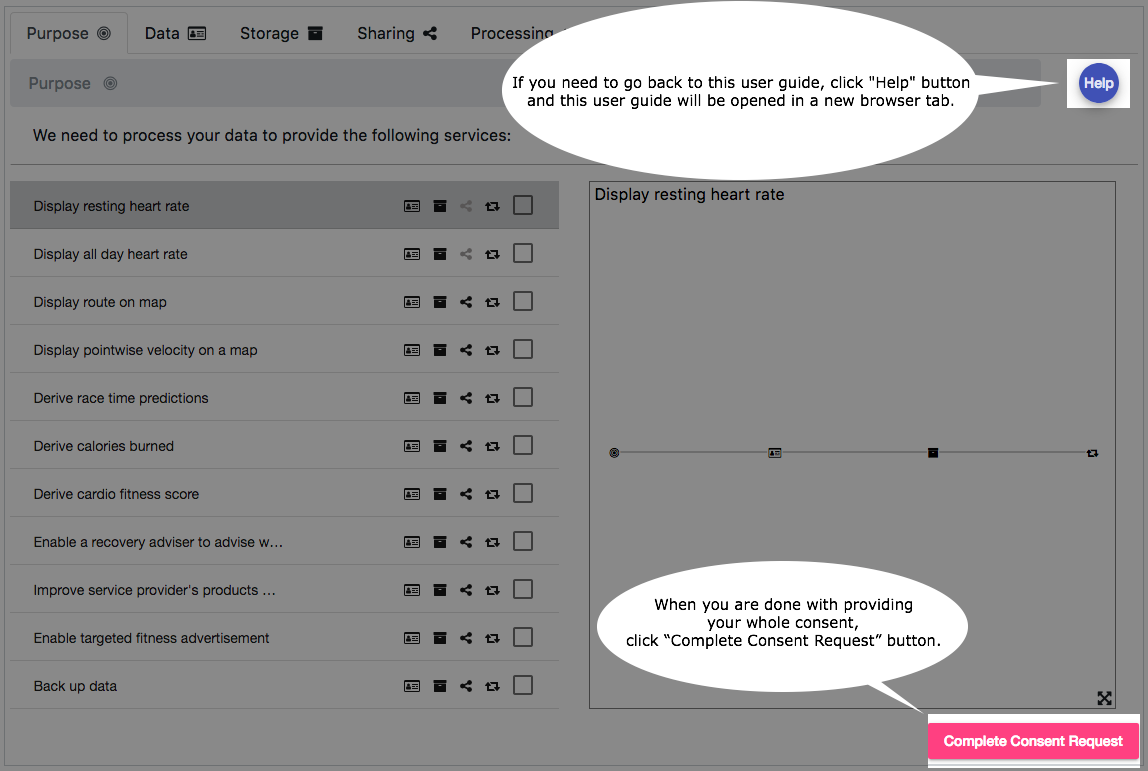 Purpose Data Storage Sharing Processing
Purpose
If you need to go back to this user guide, click "Help" button
and this user guide will be opened in a new browser tab.
Help
We need to process your data to provide the following services:
Display resting heart rate
Display all day heart rate
Display route on map
Display pointwise velocity on a map
Derive race time predictions
Derive calories burned
Derive cardio fitness score
Enable a recovery adviser to advise w...
Improve service provider's products ...
Enable targeted fitness advertisement
Back up data
Display resting heart rate
When you are done with providing
your whole consent,
click “Complete Consent Request” button.
Complete Consent Request